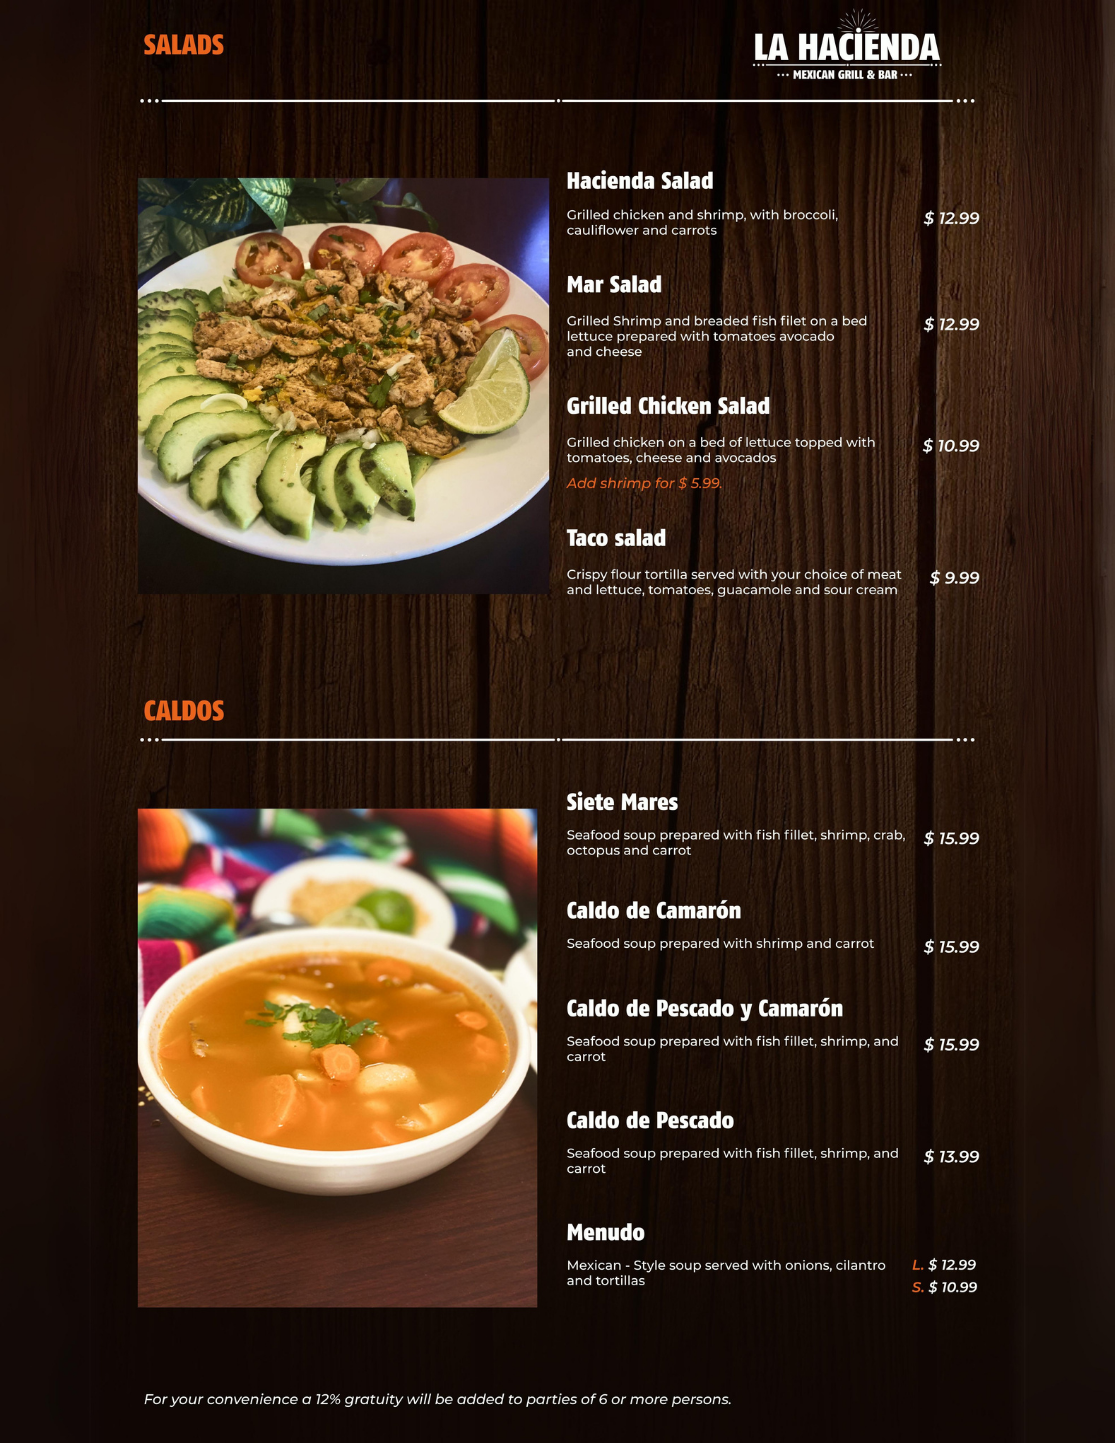 SALADS
LA HACIENDA
MEXICAN GRILL & BAR
Hacienda Salad
Grilled chicken and shrimp, with broccoli,
cauliflower and carrots
$ 12.99
Mar Salad
Grilled Shrimp and breaded fish filet on a bed
lettuce prepared with tomatoes avocado
and cheese
$ 12.99
Grilled Chicken Salad
Grilled chicken on a bed of lettuce topped with
tomatoes, cheese and avocados
$ 10.99
Add shrimp for $ 5.99.
Taco salad
Crispy flour tortilla served with your choice of meat
and lettuce, tomatoes, guacamole and sour cream
$ 9.99
CALDOS
Siete Mares
Seafood soup prepared with fish fillet, shrimp, crab,
octopus and carrot
$ 15.99
Caldo de Camarón
Seafood soup prepared with shrimp and carrot
$ 15.99
Caldo de Pescado y Camarón
Seafood soup prepared with fish fillet, shrimp, and
carrot
$ 15.99
Caldo de Pescado
Seafood soup prepared with fish fillet, shrimp, and
carrot
$ 13.99
Menudo
Mexican - Style soup served with onions, cilantro
and tortillas
L. $ 12.99
S. $ 10.99
For your convenience a 12% gratuity will be added to parties of 6 or more persons.